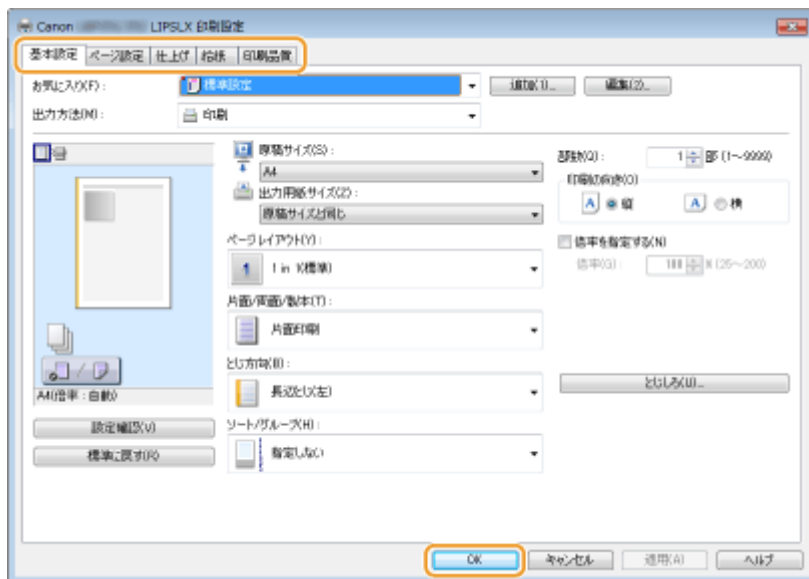 Canon LIPSLX 印刷設定
基本設定 ページ設定 仕上げ 給紙 印刷品質
お気に入り(F): 標準設定 追加(1)... 編集(2)...
出力方法(M): 印刷
原稿サイズ(S):
A4
出力用紙サイズ(Z):
原稿サイズと同じ
ページレイアウト(Y):
1 in 1(標準)
片面/両面/製本(T):
片面印刷
とじ方向(B):
長辺とじ(左)
ソート/グループ(H):
指定しない
部数(Q): 1 部 (1~9999)
印刷の向き(O)
A 縦 A 横
倍率を指定する(N)
倍率(G): 100 % (25~200)
とじしろ(U)...
A4(倍率:自動)
設定確認(V)
標準に戻す(R)
OK キャンセル 適用(A) ヘルプ